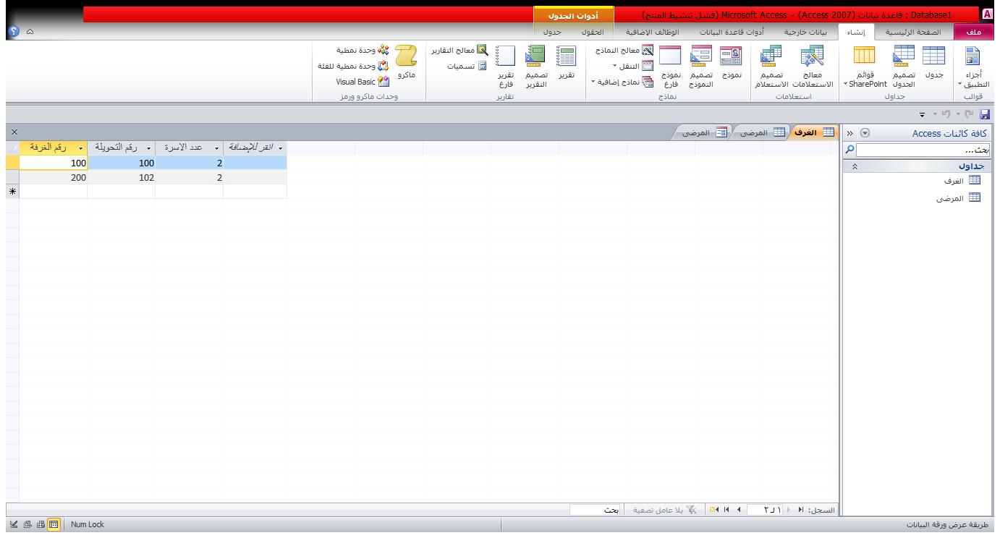 Database1 : قاعدة بيانات (Access 2007) - Microsoft Access (فشل تنشيط المنتج)
أدوات الجدول
ملف
الصفحة الرئيسية
إنشاء
بيانات خارجية
أدوات قاعدة البيانات
الوظائف الإضافية
الحقول
جدول
أجزاء التطبيق
قوالب
جدول
تصميم الجدول
قوائم SharePoint
جداول
معالج الاستعلامات
تصميم الاستعلام
استعلامات
نموذج
تصميم النموذج
نموذج فارغ
معالج النماذج
التنقل
نماذج إضافية
نماذج
تقرير
تصميم التقرير
تقرير فارغ
معالج التقارير
تسميات
تقارير
ماكرو
وحدة نمطية
وحدة نمطية للفئة
Visual Basic
وحدات ماكرو ورمز
كافة كائنات Access
بحث...
جداول
الغرف
المرضى
الغرف
المرضى
المرضى
رقم الغرفة رقم التحويلة عدد الاسرة انقر للإضافة
100 100 2
200 102 2
السجل: ١ لـ ٢ بلا عامل تصفية بحث
طريقة عرض ورقة البيانات
Num Lock